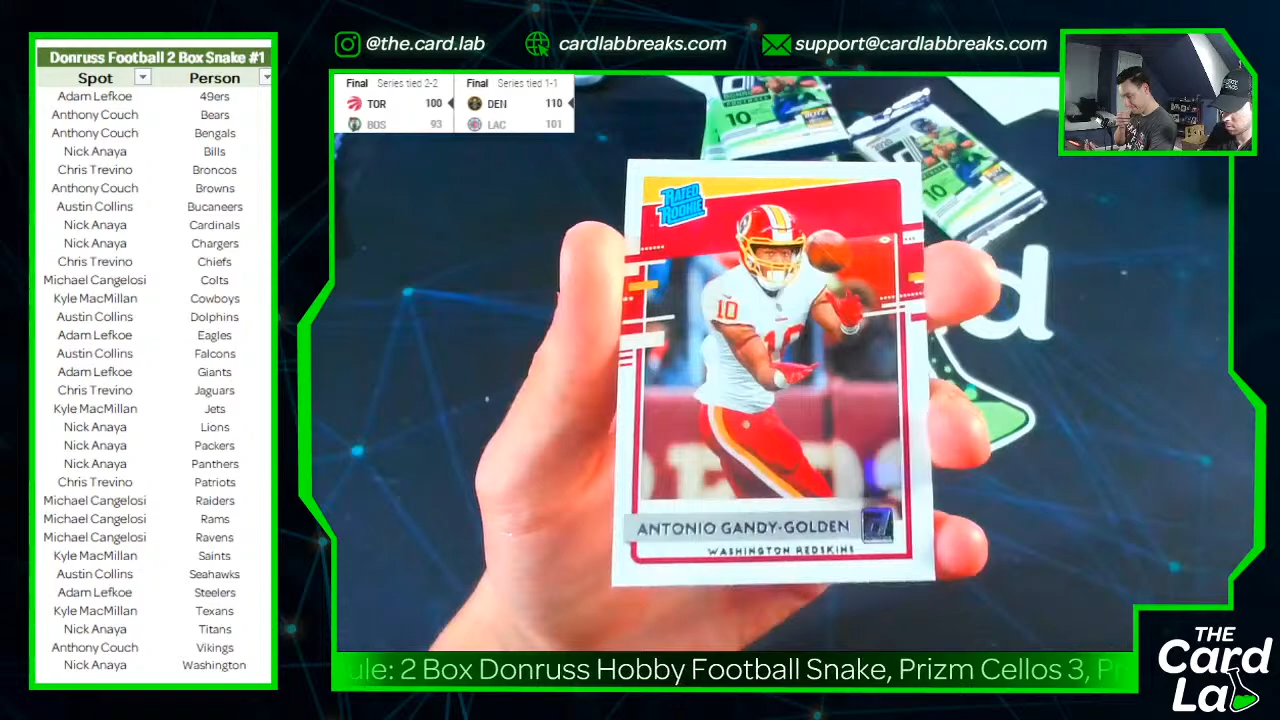 Donruss Football 2 Box Snake #1
Spot Person
Adam Lefkoe 49ers
Anthony Couch Bears
Anthony Couch Bengals
Nick Anaya Bills
Chris Trevino Broncos
Anthony Couch Browns
Austin Collins Bucaneers
Nick Anaya Cardinals
Nick Anaya Chargers
Chris Trevino Chiefs
Michael Cangelosi Colts
Kyle MacMillan Cowboys
Austin Collins Dolphins
Adam Lefkoe Eagles
Austin Collins Falcons
Adam Lefkoe Giants
Chris Trevino Jaguars
Kyle MacMillan Jets
Nick Anaya Lions
Nick Anaya Packers
Nick Anaya Panthers
Chris Trevino Patriots
Michael Cangelosi Raiders
Michael Cangelosi Rams
Michael Cangelosi Ravens
Kyle MacMillan Saints
Austin Collins Seahawks
Adam Lefkoe Steelers
Kyle MacMillan Texans
Nick Anaya Titans
Anthony Couch Vikings
Nick Anaya Washington
@the.card.lab cardlabbreaks.com support@cardlabbreaks.com
Final Series tied 2-2
TOR 100
BOS 93
Final Series tied 1-1
DEN 110
LAC 101
10
10
RATED
ROOKIE
10
10
ANTONIO GANDY-GOLDEN
WASHINGTON REDSKINS
d
ule: 2 Box Donruss Hobby Football Snake, Prizm Cellos 3, Pr
THE
Card
La